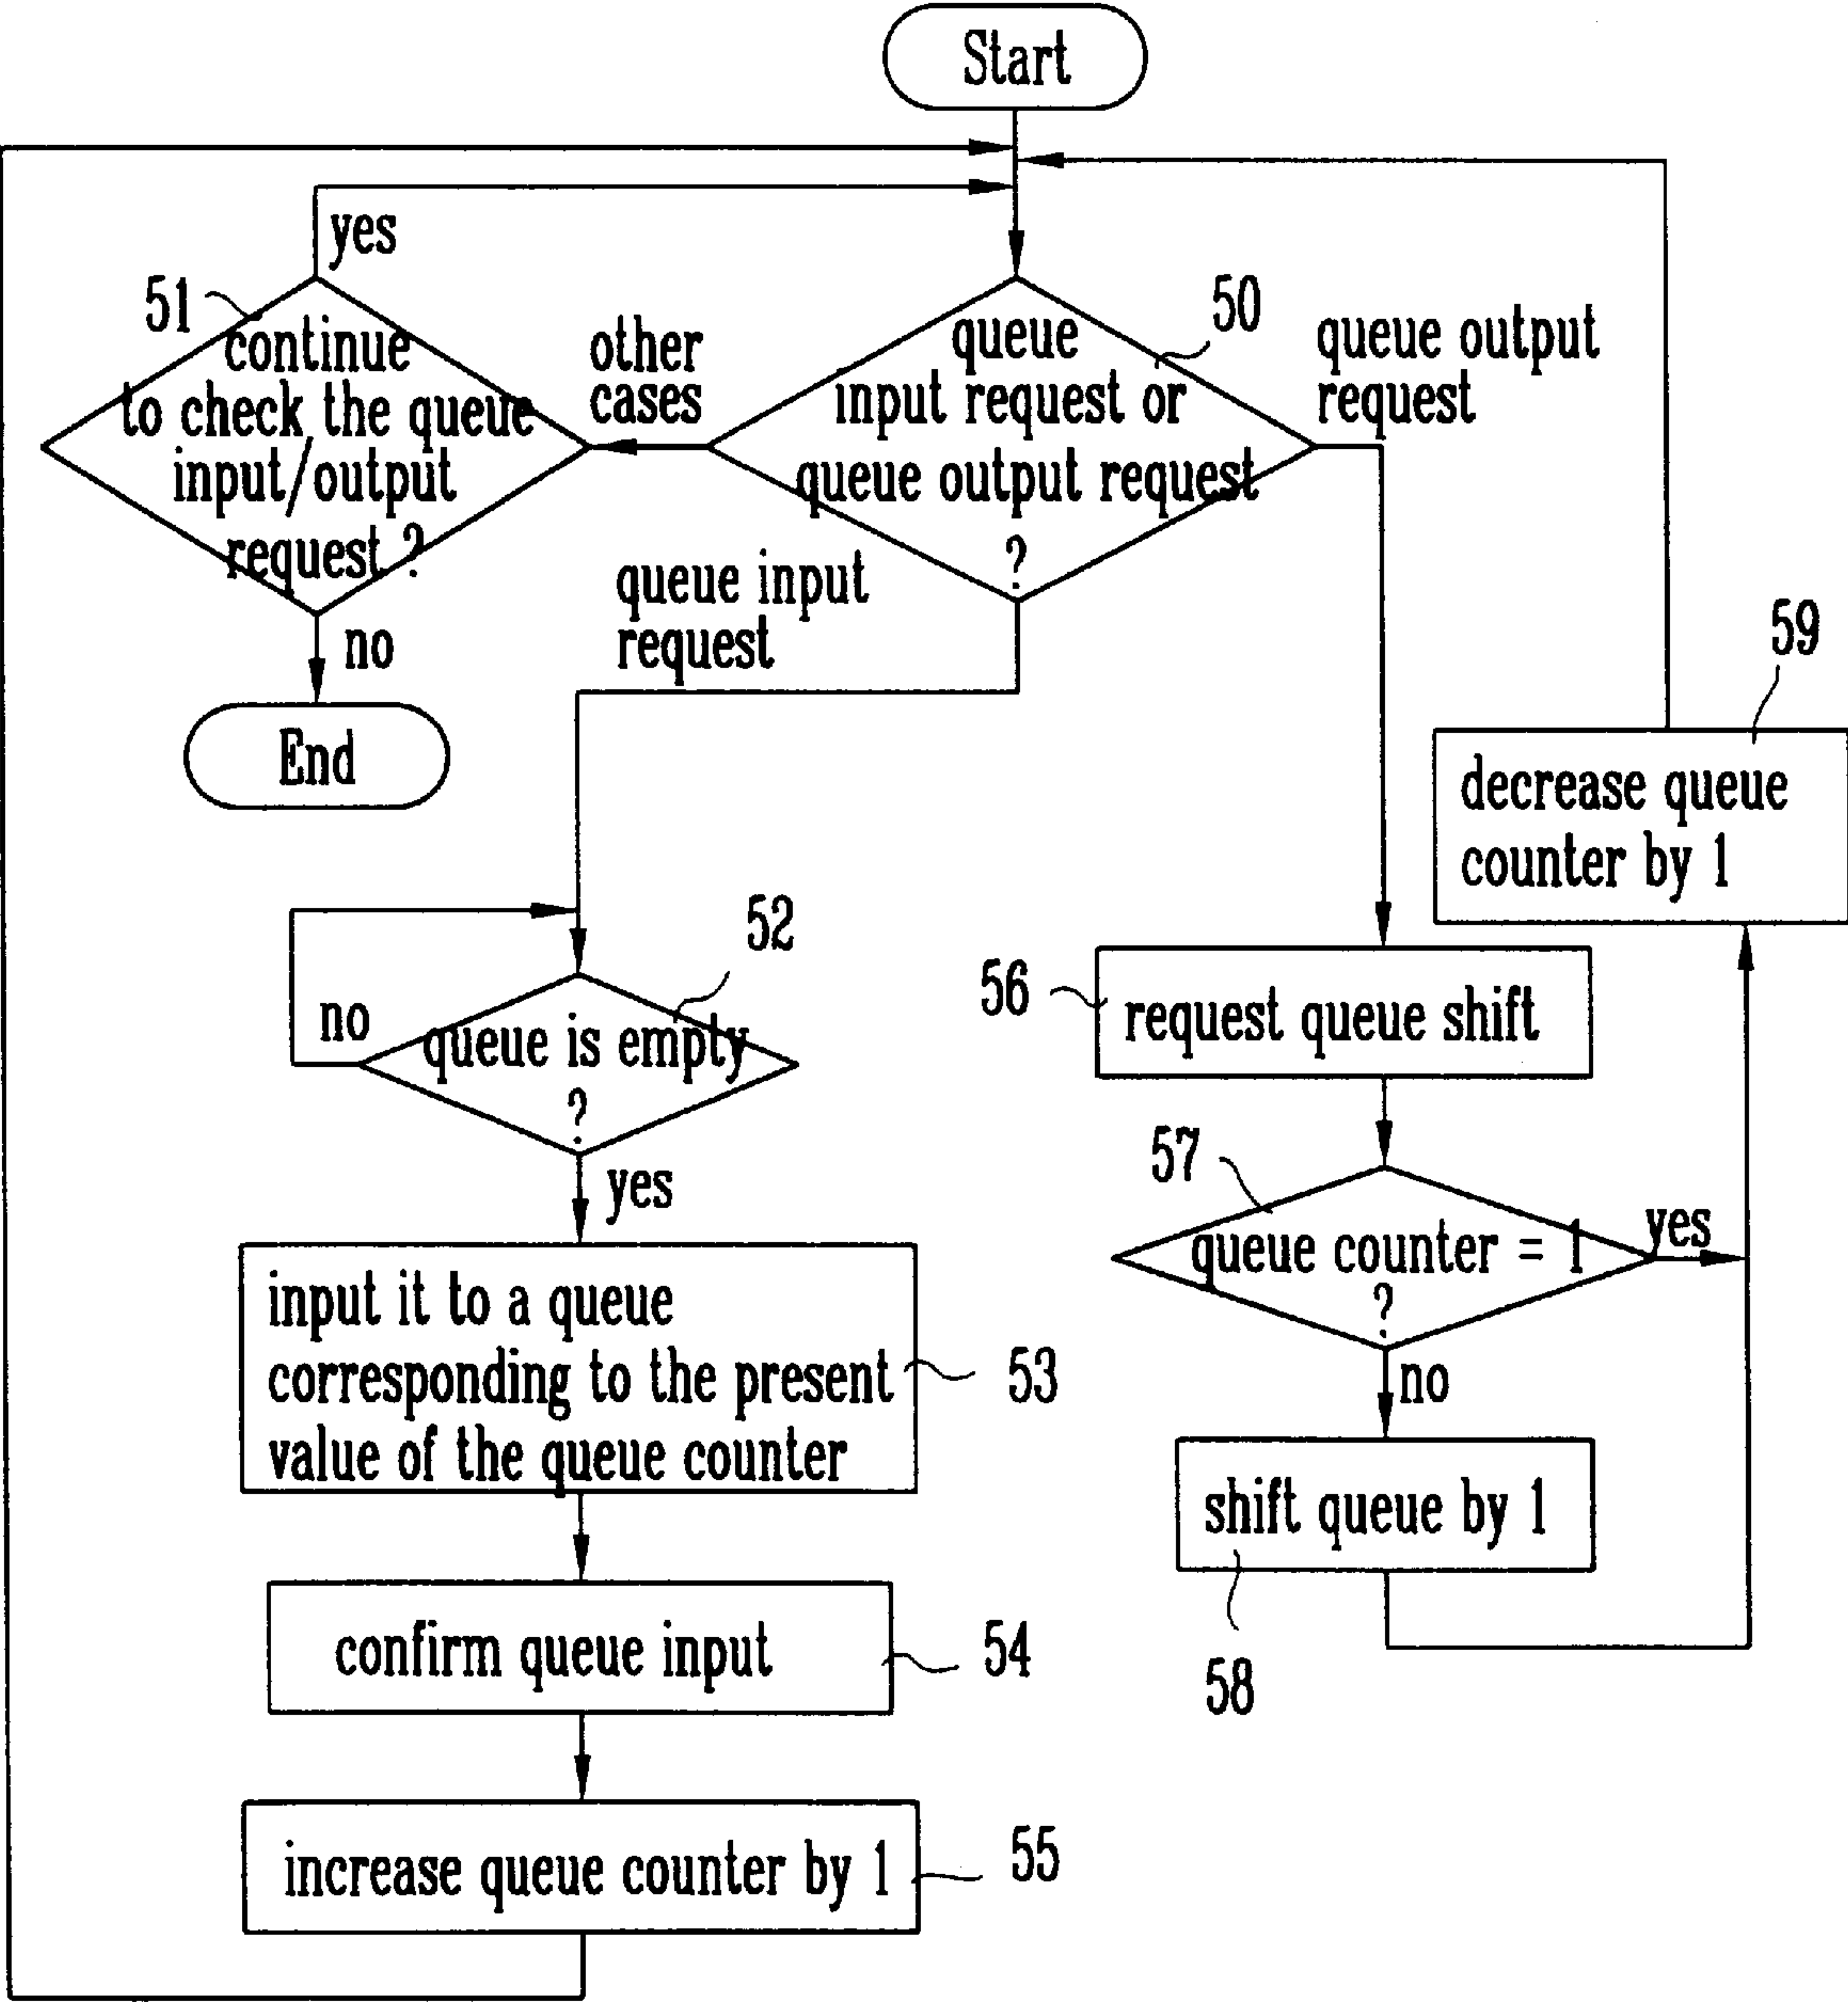 Start
yes
51
continue
to check the queue
input/output
request ?
other
cases
50
queue
input request or
queue output request
?
queue output
request
no
End
queue input
request
59
decrease queue
counter by 1
52
no
queue is empty
?
yes
56
request queue shift
57
queue counter = 1
?
yes
no
input it to a queue
corresponding to the present
value of the queue counter
53
shift queue by 1
58
confirm queue input
54
increase queue counter by 1
55